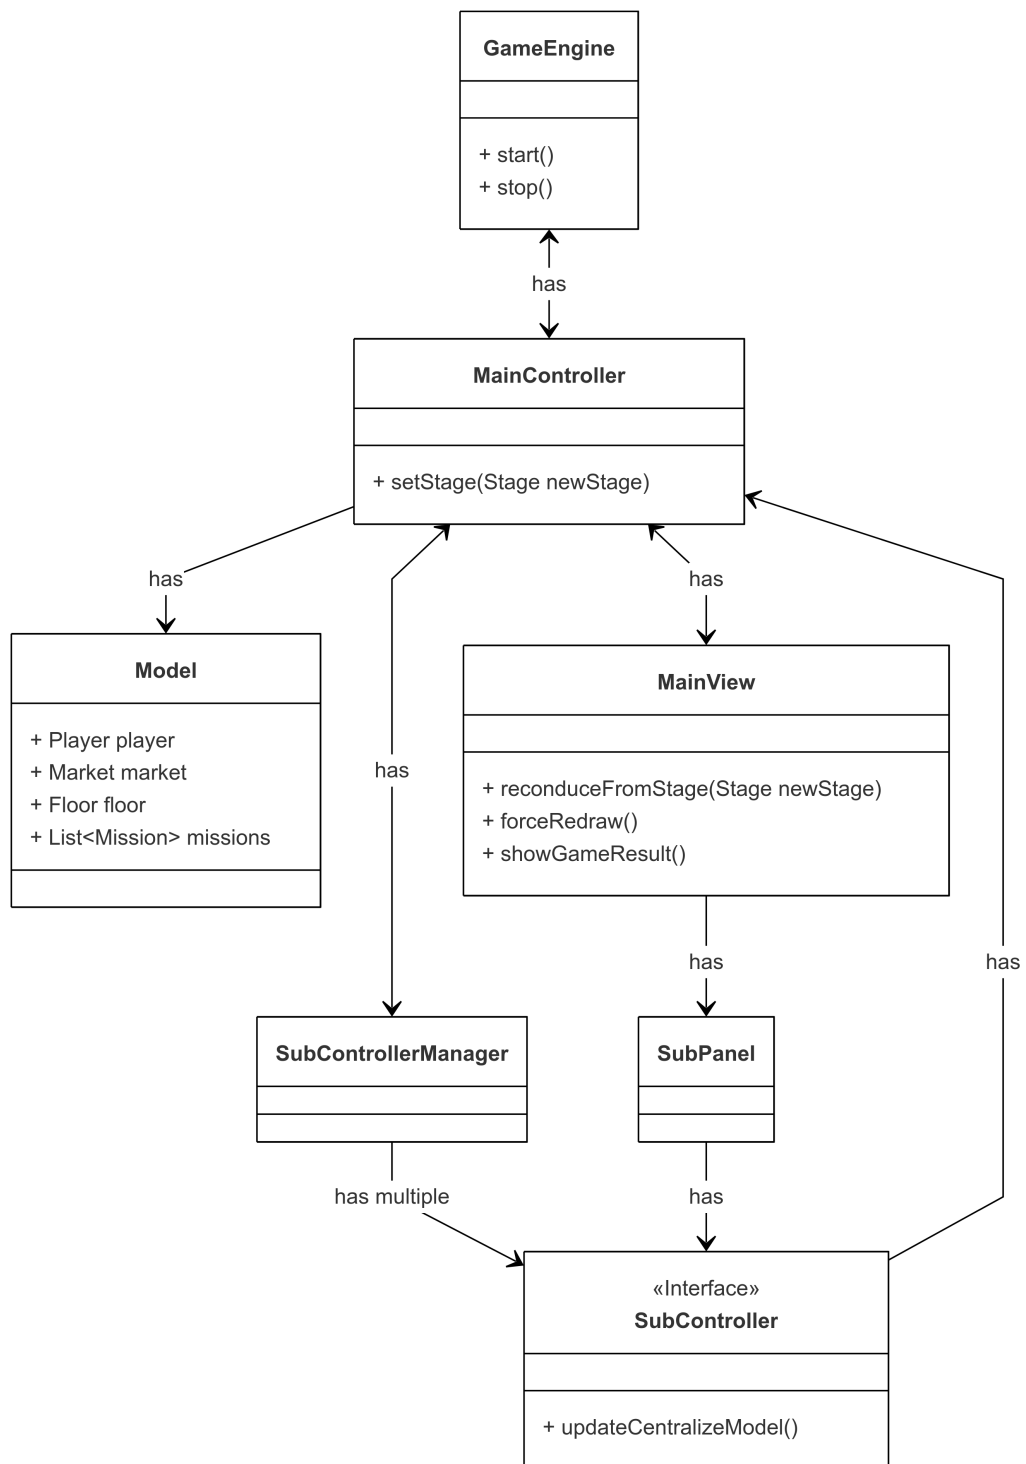 GameEngine
+ start()
+ stop()
has
MainController
+ setStage(Stage newStage)
has
has
Model
+ Player player
+ Market market
+ Floor floor
+ List<Mission> missions
MainView
+ reconduceFromStage(Stage newStage)
+ forceRedraw()
+ showGameResult()
has
has
has
SubControllerManager
SubPanel
has multiple
has
«Interface»
SubController
+ updateCentralizeModel()